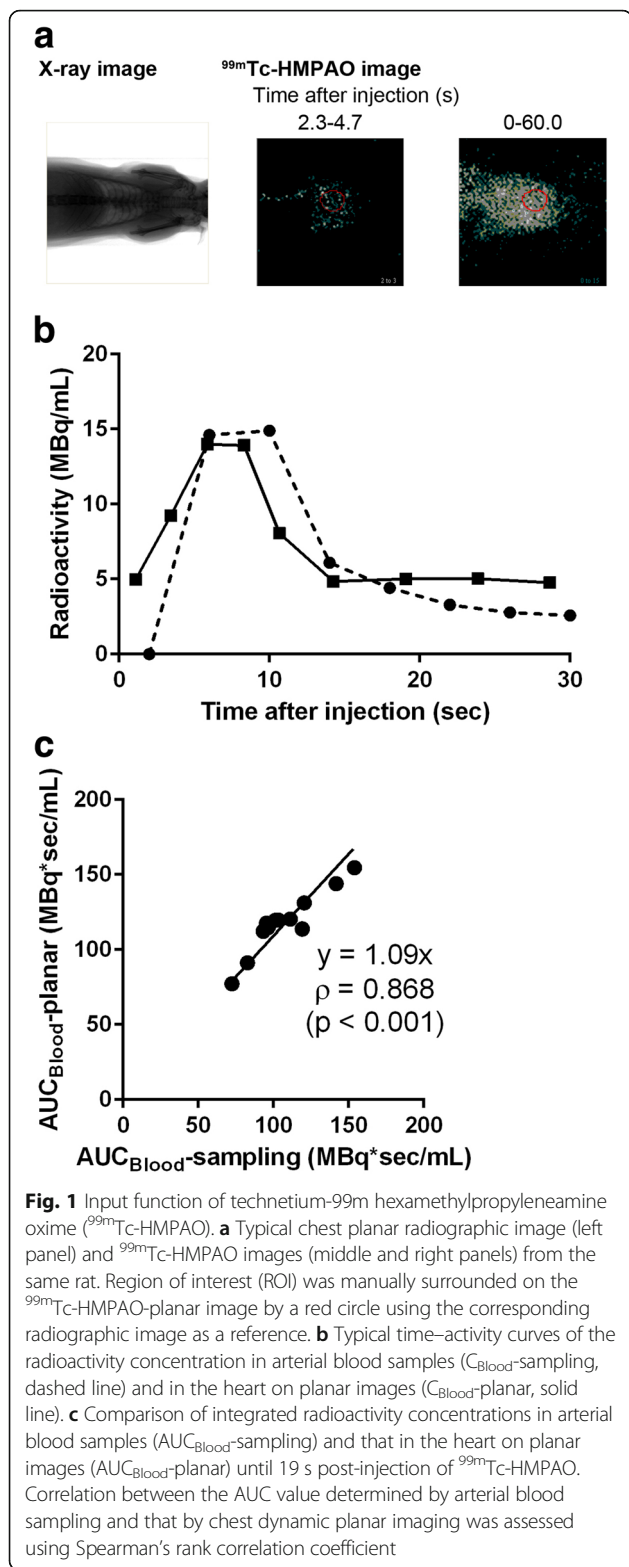 a
X-ray image
99mTc-HMPAO image
Time after injection (s)
2.3-4.7
0-60.0
2 to 3
0 to 15
b
20
15
10
5
0
Radioactivity (MBq/mL)
0 10 20 30
Time after injection (sec)
c
200
150
100
50
0
AUCBlood-planar (MBq*sec/mL)
y = 1.09x
ρ = 0.868
(p < 0.001)
0 50 100 150 200
AUCBlood-sampling (MBq*sec/mL)
Fig. 1 Input function of technetium-99m hexamethylpropyleneamine
oxime (99mTc-HMPAO). a Typical chest planar radiographic image (left
panel) and 99mTc-HMPAO images (middle and right panels) from the
same rat. Region of interest (ROI) was manually surrounded on the
99mTc-HMPAO-planar image by a red circle using the corresponding
radiographic image as a reference. b Typical time–activity curves of the
radioactivity concentration in arterial blood samples (CBlood-sampling,
dashed line) and in the heart on planar images (CBlood-planar, solid
line). c Comparison of integrated radioactivity concentrations in arterial
blood samples (AUCBlood-sampling) and that in the heart on planar
images (AUCBlood-planar) until 19 s post-injection of 99mTc-HMPAO.
Correlation between the AUC value determined by arterial blood
sampling and that by chest dynamic planar imaging was assessed
using Spearman's rank correlation coefficient